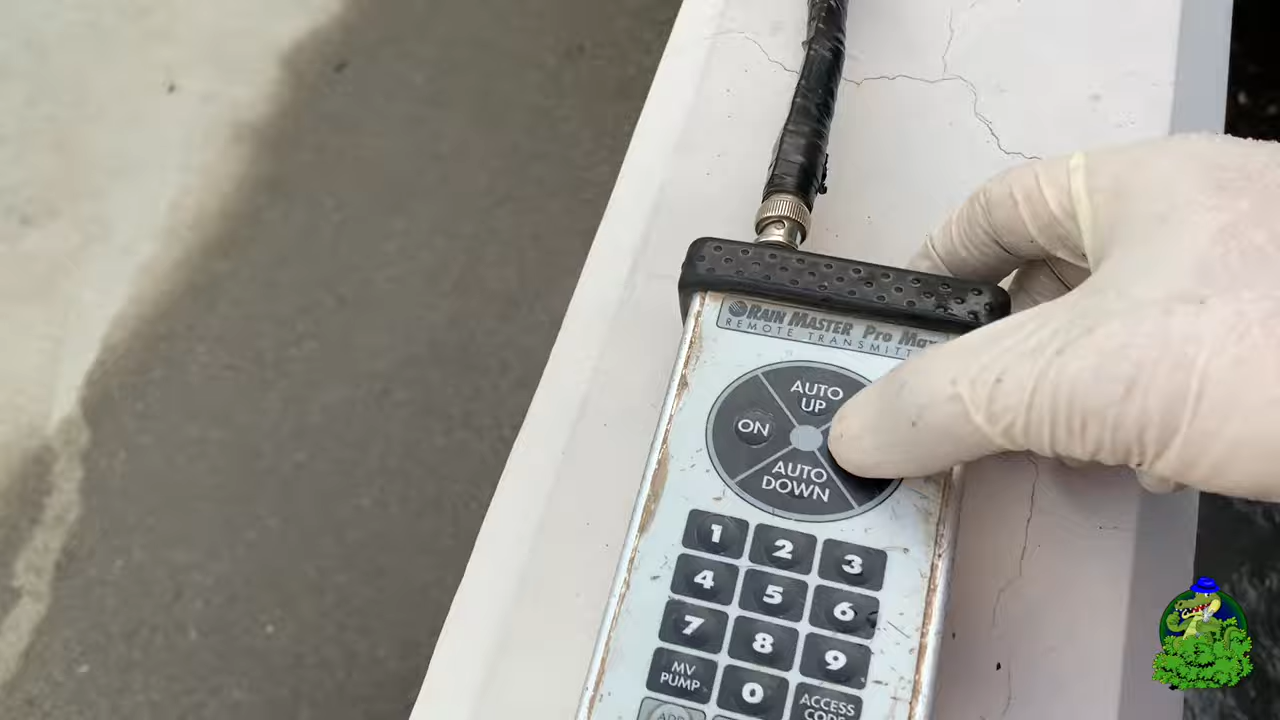 RAIN MASTER Pro Max
REMOTE TRANSMITT
AUTO
UP
ON
AUTO
DOWN
1 2 3
4 5 6
7 8 9
MV
PUMP
0
ACCESS
CODE